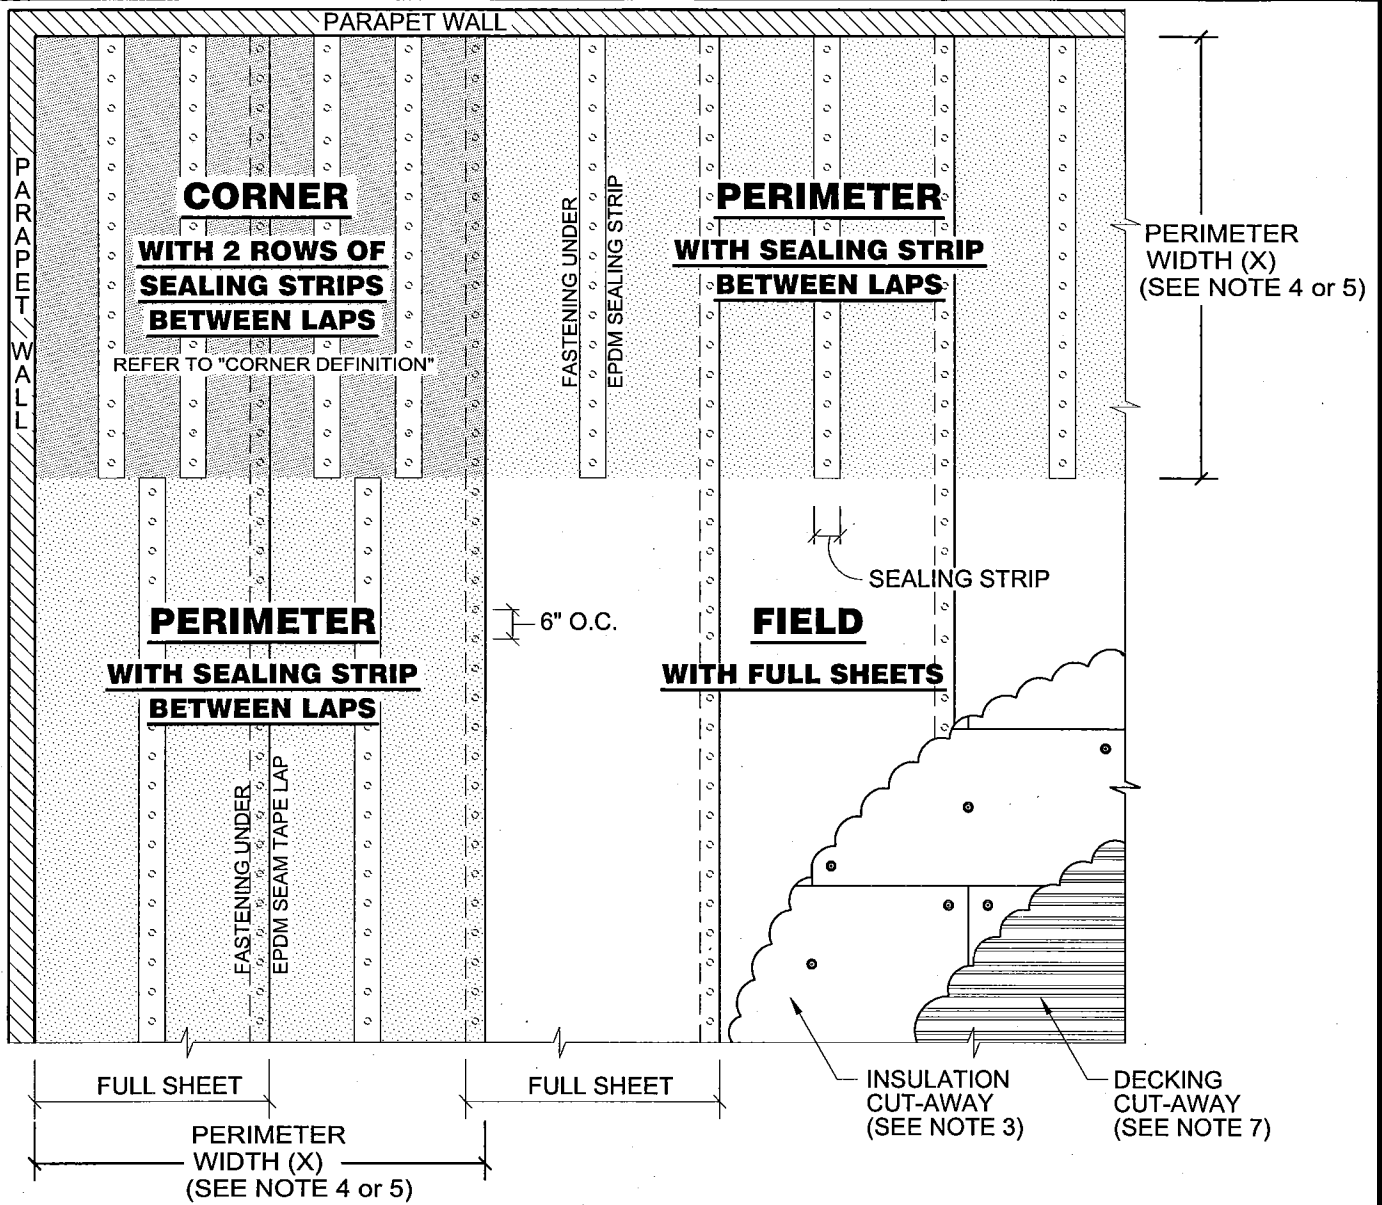 PARAPET WALL
PARAPET WALL
CORNER
WITH 2 ROWS OF
SEALING STRIPS
BETWEEN LAPS
REFER TO "CORNER DEFINITION"
FASTENING UNDER
EPDM SEALING STRIP
PERIMETER
WITH SEALING STRIP
BETWEEN LAPS
PERIMETER
WIDTH (X)
(SEE NOTE 4 or 5)
SEALING STRIP
PERIMETER
WITH SEALING STRIP
BETWEEN LAPS
6" O.C.
FIELD
WITH FULL SHEETS
FASTENING UNDER
EPDM SEAM TAPE LAP
FULL SHEET
FULL SHEET
INSULATION
CUT-AWAY
(SEE NOTE 3)
DECKING
CUT-AWAY
(SEE NOTE 7)
PERIMETER
WIDTH (X)
(SEE NOTE 4 or 5)